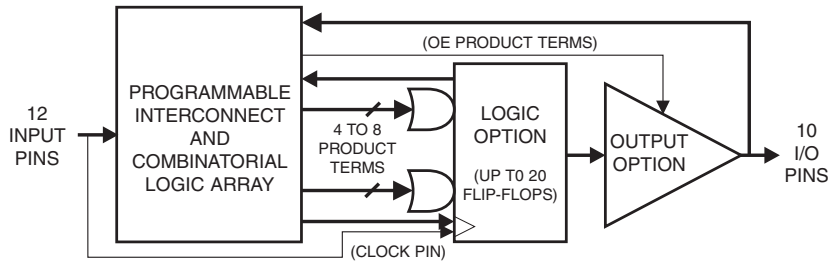 (OE PRODUCT TERMS)
12
INPUT
PINS
PROGRAMMABLE
INTERCONNECT
AND
COMBINATORIAL
LOGIC ARRAY
4 TO 8
PRODUCT
TERMS
LOGIC
OPTION
(UP T0 20
FLIP-FLOPS)
OUTPUT
OPTION
10
I/O
PINS
(CLOCK PIN)